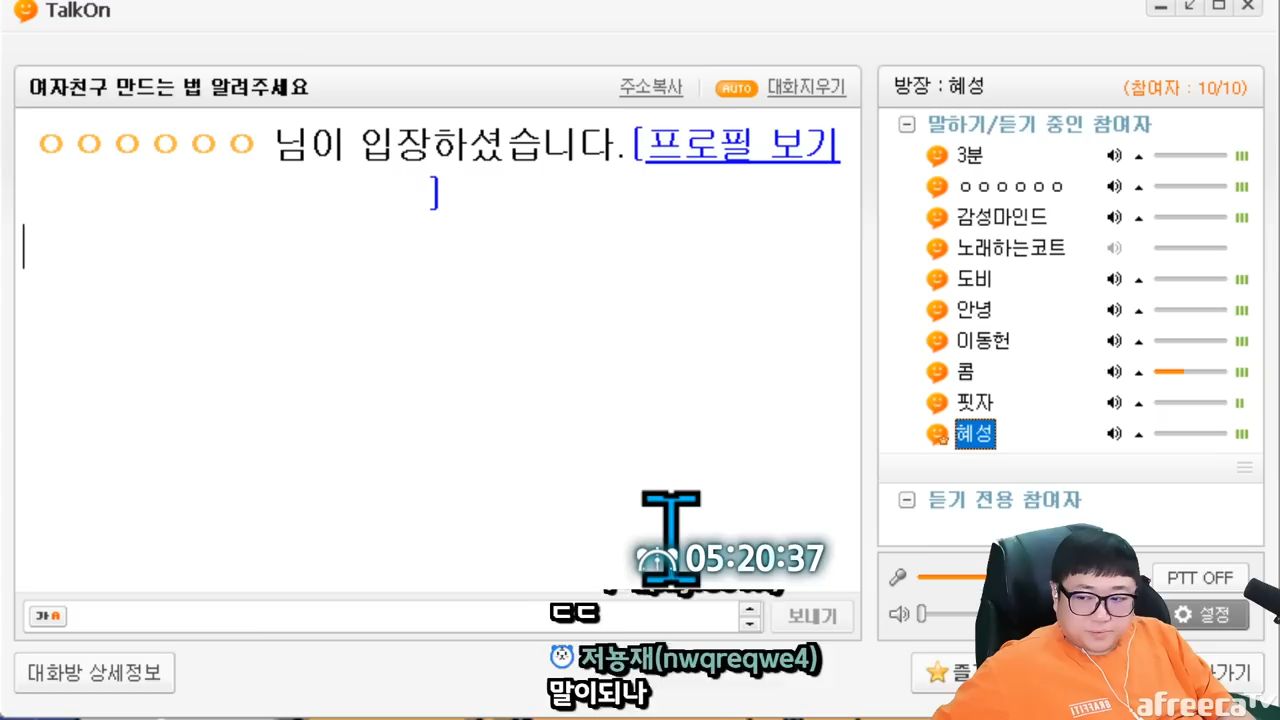 TalkOn
여자친구 만드는 법 알려주세요
주소복사
AUTO
대화지우기
ㅇㅇㅇㅇㅇㅇ 님이 입장하셨습니다.[프로필 보기
]
방장 : 혜성
(참여자 : 10/10)
말하기/듣기 중인 참여자
3분
ㅇㅇㅇㅇㅇㅇ
감성마인드
노래하는코트
도비
안녕
이동헌
콤
핏자
혜성
듣기 전용 참여자
05:20:37
ㄷㄷ
가A
보내기
저뇽재(nwqreqwe4)
말이되나
대화방 상세정보
PTT OFF
설정
afreecaTV